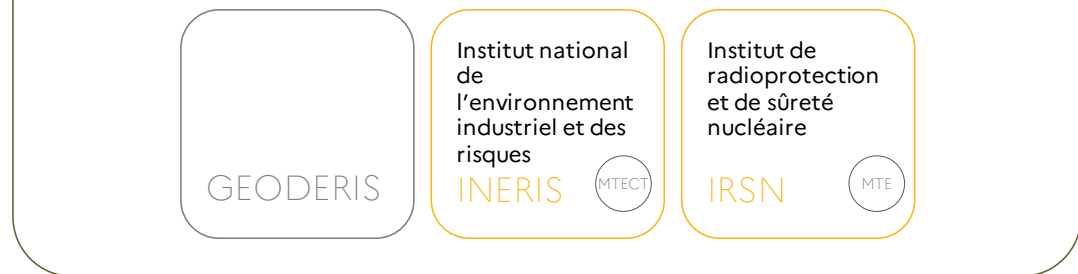 GEODERIS
Institut national
de
l'environnement
industriel et des
risques
INERIS
MTECT
Institut de
radioprotection
et de sûreté
nucléaire
IRSN
MTE